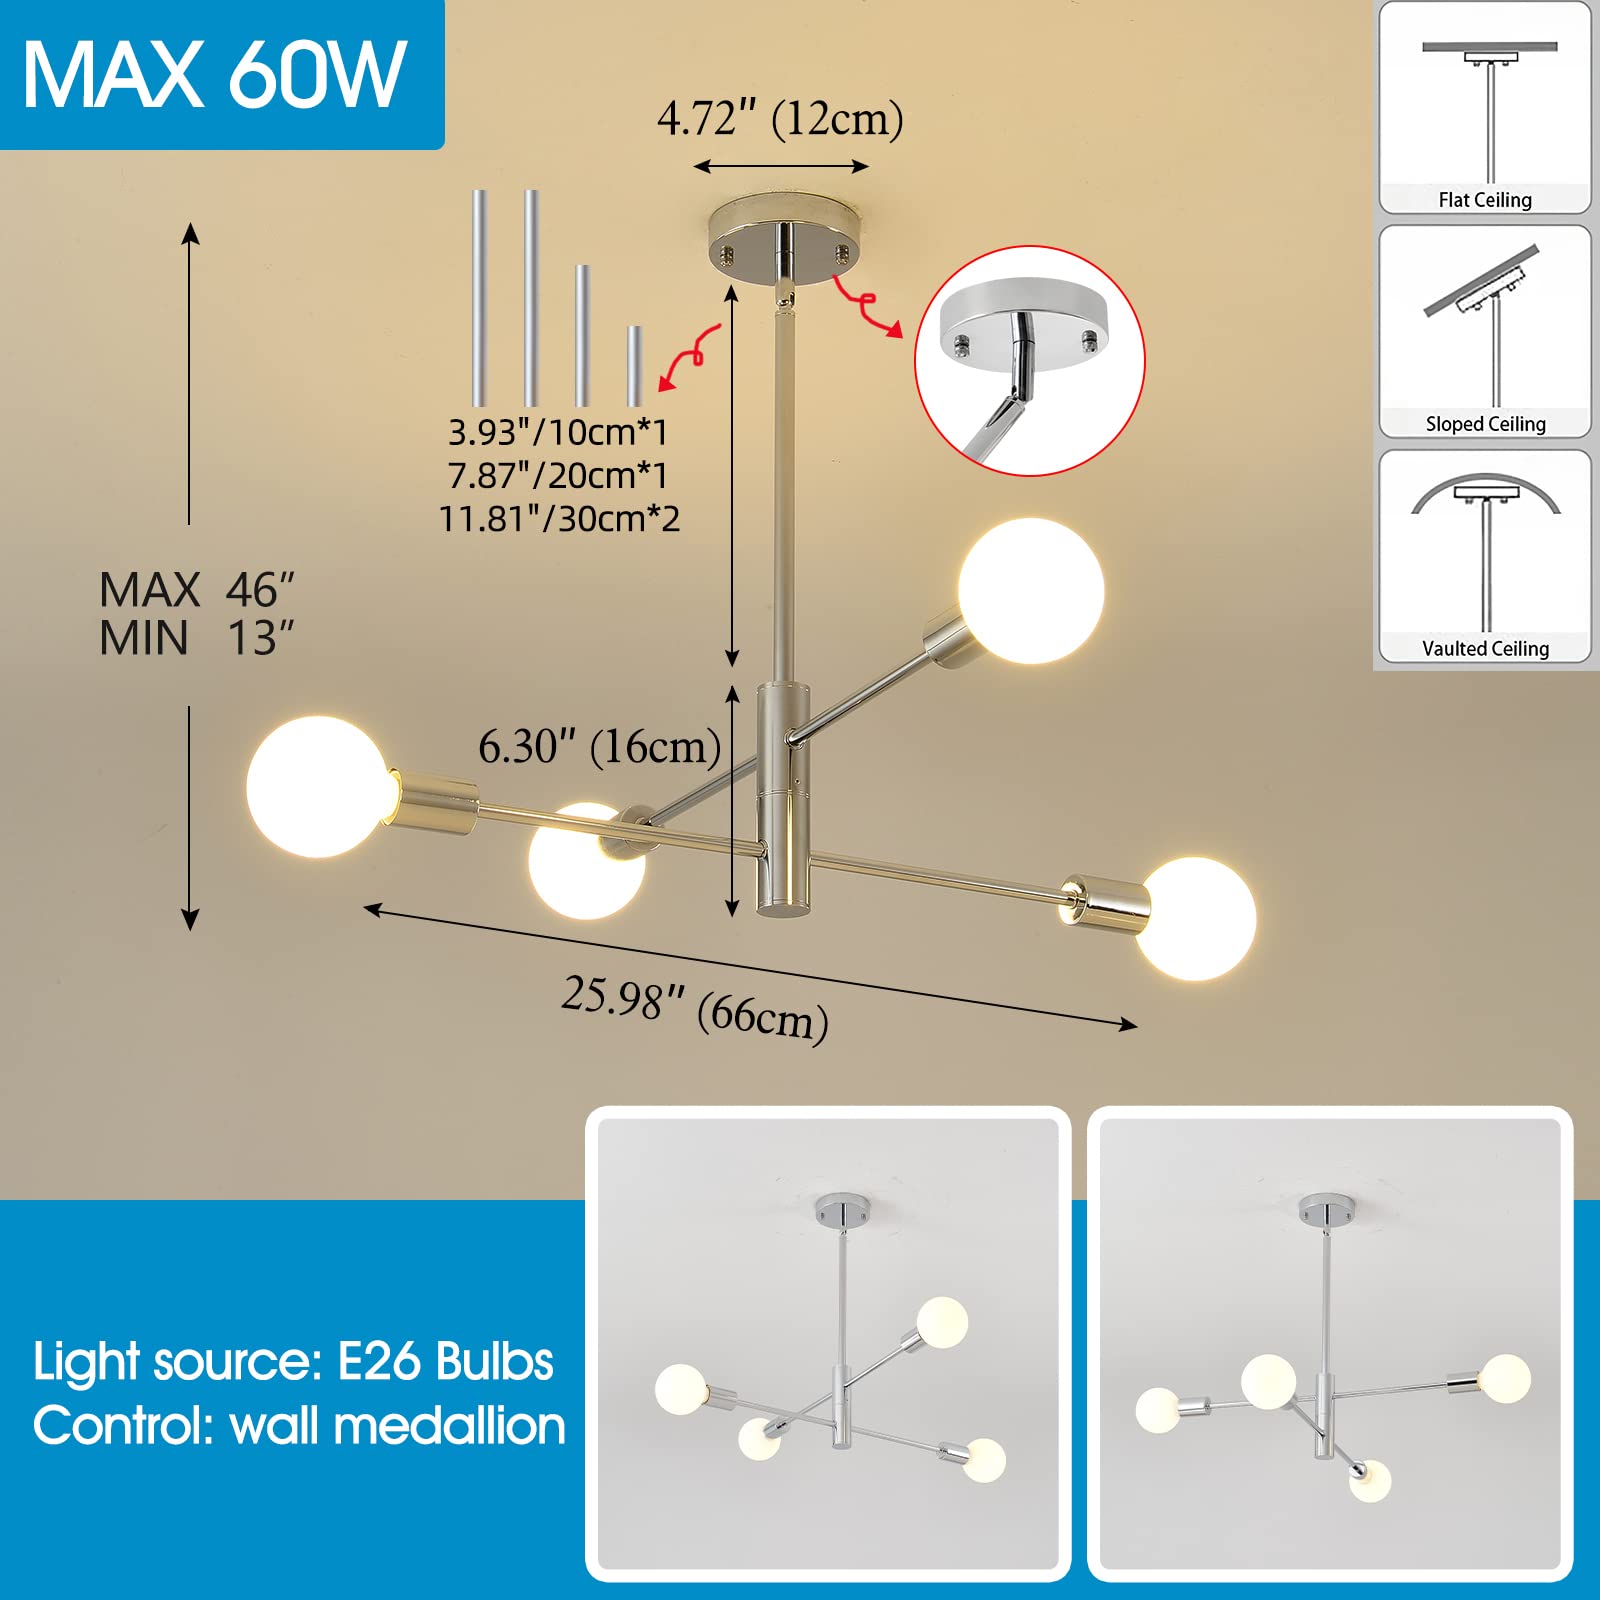 MAX 60W
4.72" (12cm)
3.93"/10cm*1
7.87"/20cm*1
11.81"/30cm*2
MAX 46"
MIN 13"
6.30" (16cm)
25.98" (66cm)
Flat Ceiling
Sloped Ceiling
Vaulted Ceiling
Light source: E26 Bulbs
Control: wall medallion